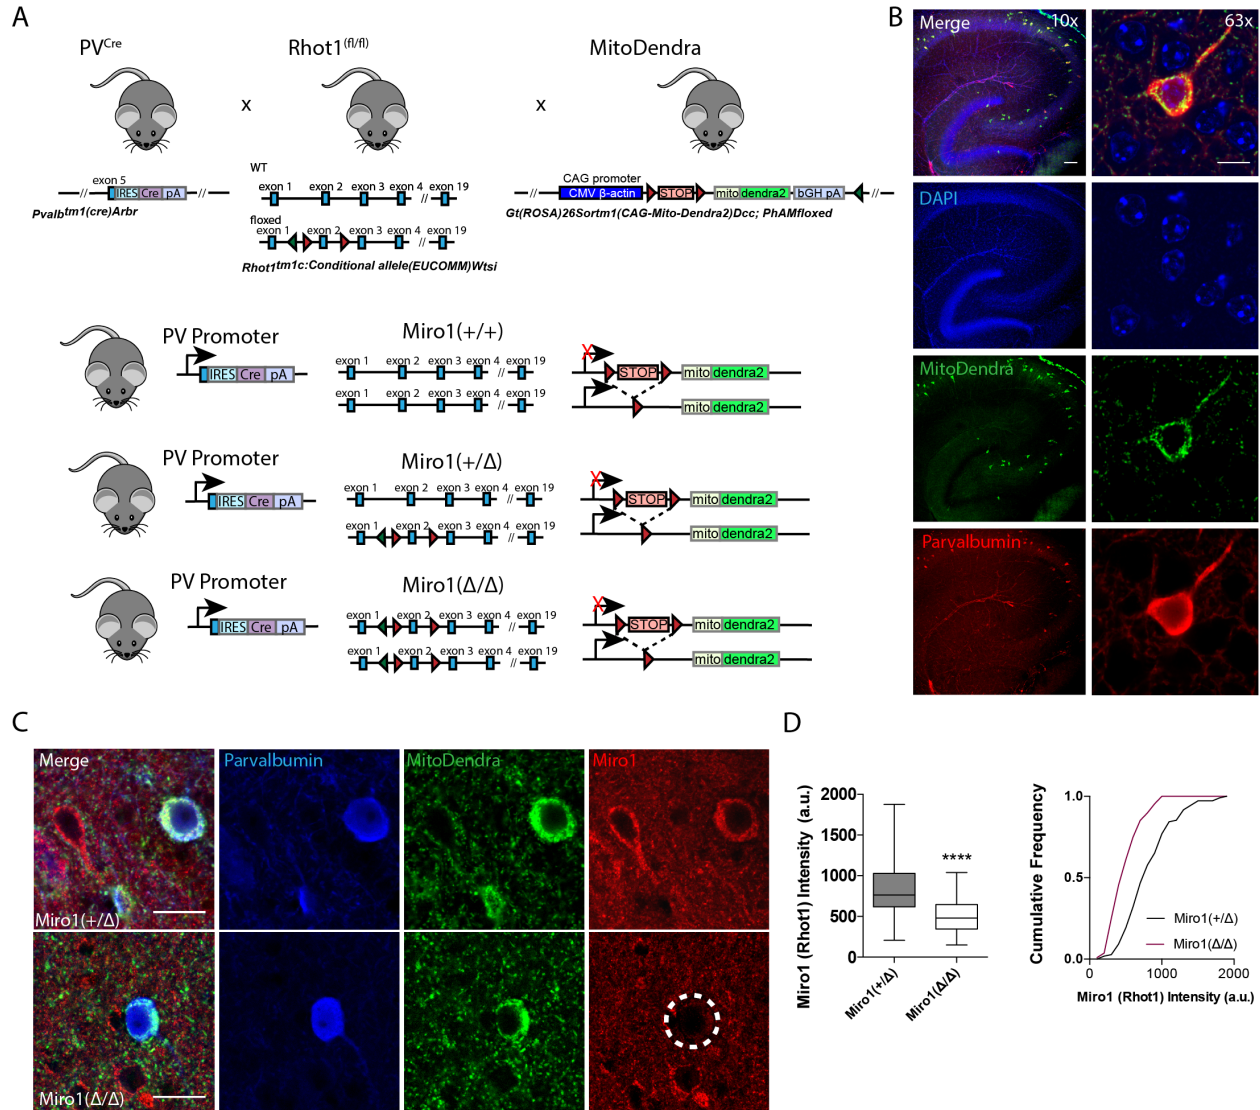 A
PV^Cre
Rhot1^(fl/fl)
MitoDendra
x
x
exon 5
IRES Cre pA
// //
Pvalb^tm1(cre)Arbr
WT
exon 1 exon 2 exon 3 exon 4 exon 19
//
floxed
exon 1 exon 2 exon 3 exon 4 exon 19
//
Rhot1^tm1c:Conditional allele(EUCOMM)Wtsi
CAG promoter
// CMV β-actin STOP mito dendra2 bGH pA //
Gt(ROSA)26Sortm1(CAG-Mito-Dendra2)Dcc; PhAMfloxed
PV Promoter
IRES Cre pA
Miro1(+/+)
exon 1 exon 2 exon 3 exon 4 // exon 19
exon 1 exon 2 exon 3 exon 4 // exon 19
X
STOP mito dendra2
mito dendra2
PV Promoter
IRES Cre pA
Miro1(+/Δ)
exon 1 exon 2 exon 3 exon 4 // exon 19
exon 1 exon 2 exon 3 exon 4 // exon 19
X
STOP mito dendra2
mito dendra2
PV Promoter
IRES Cre pA
Miro1(Δ/Δ)
exon 1 exon 2 exon 3 exon 4 // exon 19
exon 1 exon 2 exon 3 exon 4 // exon 19
X
STOP mito dendra2
mito dendra2
B
Merge 10x
63x
DAPI
MitoDendra
Parvalbumin
C
Merge
Parvalbumin
MitoDendra
Miro1
Miro1(+/Δ)
Miro1(Δ/Δ)
D
Miro1 (Rhot1) Intensity (a.u.)
2000
1500
1000
500
0
****
Miro1(+/Δ)
Miro1(Δ/Δ)
Cumulative Frequency
1.0
0.5
0.0
Miro1(+/Δ)
Miro1(Δ/Δ)
0 1000 2000
Miro1 (Rhot1) Intensity (a.u.)